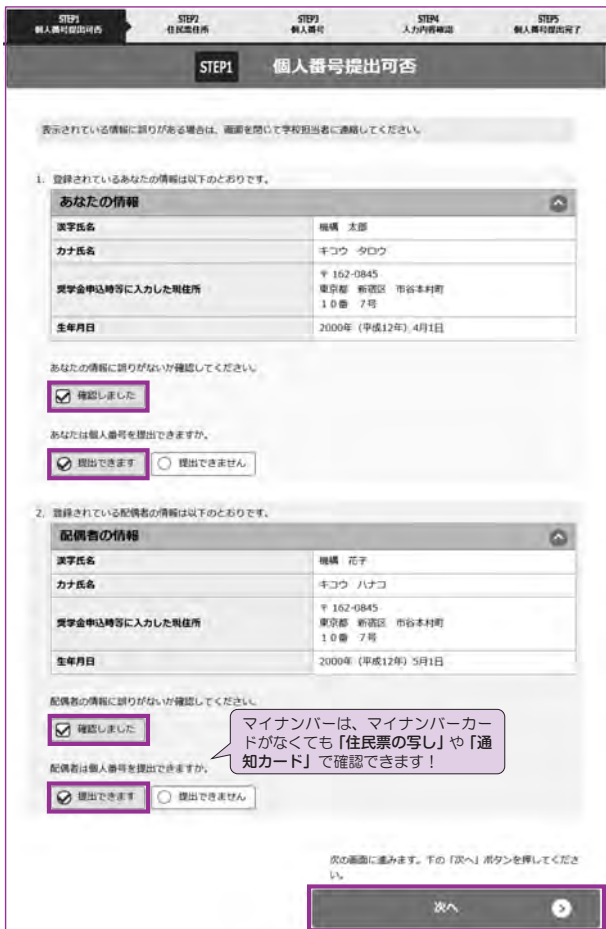 STEP1 STEP2 STEP3 STEP4 STEP5
個人番号提出可否 住民票住所 個人番号 入力内容確認 個人番号提出完了
STEP1 個人番号提出可否
表示されている情報に誤りがある場合は、画面を閉じて学校担当者に連絡してください。
1. 登録されているあなたの情報は以下のとおりです。
あなたの情報
漢字氏名 機構 太郎
カナ氏名 キコウ タロウ
〒 162-0845
奨学金申込時等に入力した現住所 東京都 新宿区 市谷本村町
10番 7号
生年月日 2000年 (平成12年) 4月1日
あなたの情報に誤りがないか確認してください。
確認しました
あなたは個人番号を提出できますか。
提出できます 提出できません
2. 登録されている配偶者の情報は以下のとおりです。
配偶者の情報
漢字氏名 機構 花子
カナ氏名 キコウ ハナコ
〒 162-0845
奨学金申込時等に入力した現住所 東京都 新宿区 市谷本村町
10番 7号
生年月日 2000年 (平成12年) 5月1日
配偶者の情報に誤りがないか確認してください。
確認しました
マイナンバーは、マイナンバーカー
ドがなくても「住民票の写し」や「通
知カード」で確認できます！
配偶者は個人番号を提出できますか。
提出できます 提出できません
次の画面に進みます。下の「次へ」ボタンを押してくださ
い。
次へ